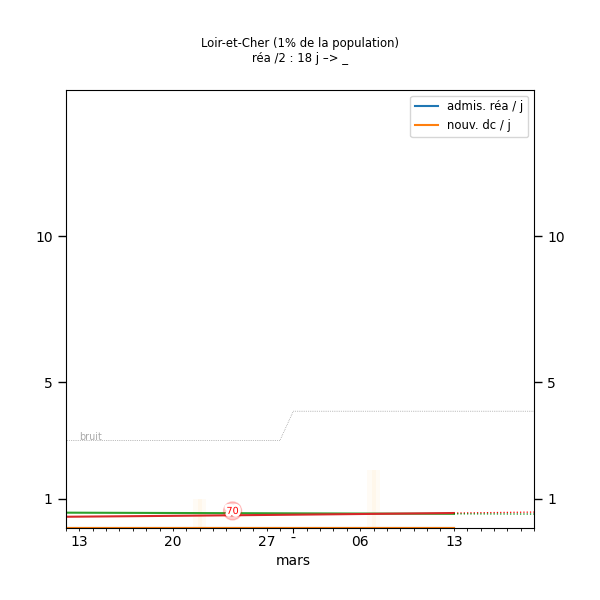 Loir-et-Cher (1% de la population)
réa /2 : 18 j –> _
admis. réa / j
nouv. dc / j
10
10
5
5
bruit
1
1
70
13
20
27
-
06
13
mars